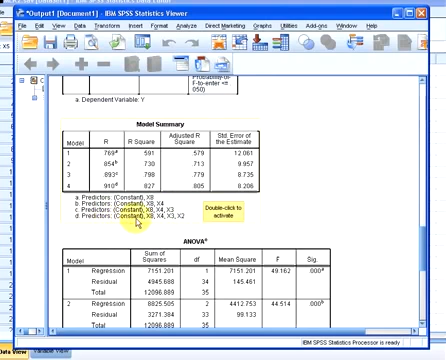 *Output1 [Document1] - IBM SPSS Statistics Viewer
File Edit View Data Transform Insert Format Analyze Direct Marketing Graphs Utilities Add-ons Window Help
Probability-of-
F-to-enter <=
.050)
a. Dependent Variable: Y
Model Summary
Model R R Square Adjusted R Square Std. Error of the Estimate
1 .769a .591 .579 12.061
2 .854b .730 .713 9.957
3 .893c .798 .779 8.735
4 .910d .827 .805 8.206
a. Predictors: (Constant), X8
b. Predictors: (Constant), X8, X4
c. Predictors: (Constant), X8, X4, X3
d. Predictors: (Constant), X8, X4, X3, X2
Double-click to
activate
ANOVAe
Model Sum of Squares df Mean Square F Sig.
1 Regression 7151.201 1 7151.201 49.162 .000a
Residual 4945.688 34 145.461
Total 12096.889 35
2 Regression 8825.505 2 4412.753 44.514 .000b
Residual 3271.384 33 99.133
Total 12096.889 35
IBM SPSS Statistics Processor is ready
Data View Variable View